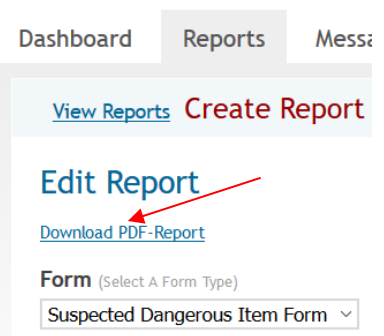 Dashboard Reports Messa
View Reports Create Report
Edit Report
Download PDF-Report
Form (Select A Form Type)
Suspected Dangerous Item Form